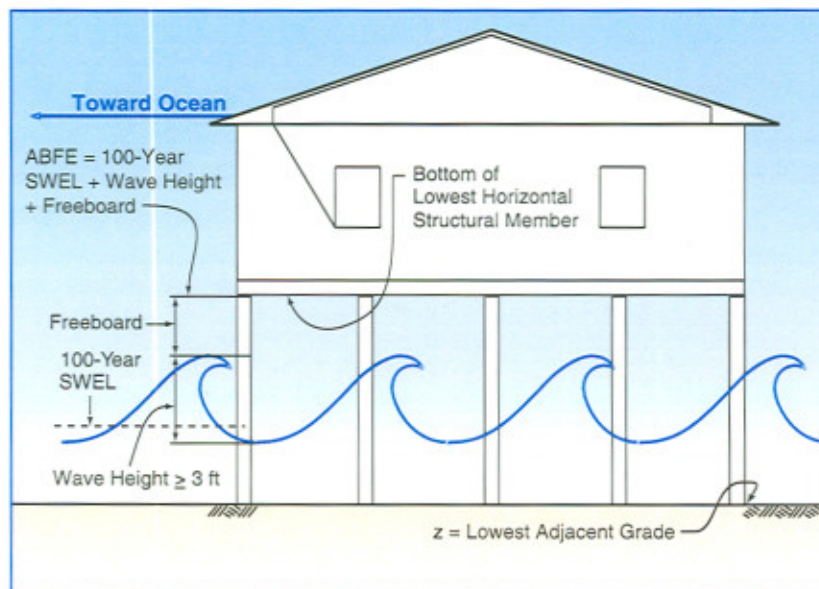 Toward Ocean
ABFE = 100-Year
SWEL + Wave Height
+ Freeboard
Bottom of
Lowest Horizontal
Structural Member
Freeboard
100-Year
SWEL
Wave Height ≥ 3 ft
z = Lowest Adjacent Grade